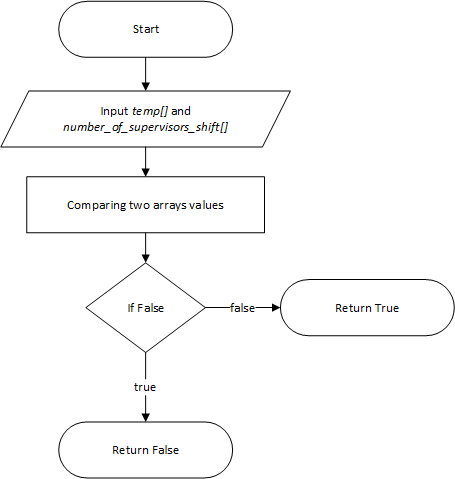 Start
Input temp[] and
number_of_supervisors_shift[]
Comparing two arrays values
If False
false
Return True
true
Return False